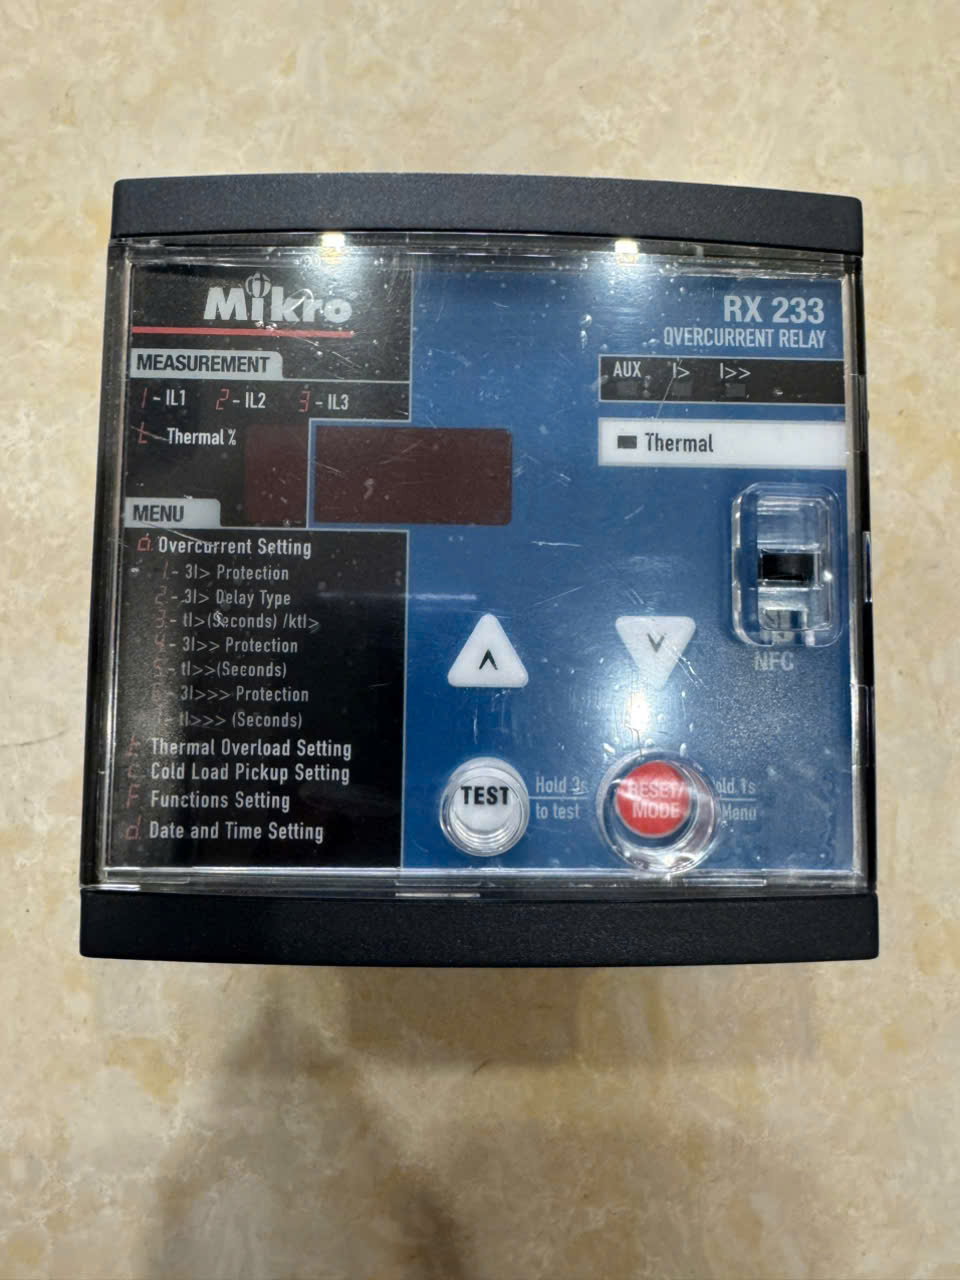 Mikro
RX 233
OVERCURRENT RELAY
MEASUREMENT
1 - IL1 2 - IL2 3 - IL3
t - Thermal %
AUX I> I>>
Thermal
MENU
Overcurrent Setting
1 - 3I> Protection
2 - 3I> Delay Type
3 - tI>(Seconds) /ktI>
4 - 3I>> Protection
5 - tI>>(Seconds)
- 3I>>> Protection
- tI>>> (Seconds)
Thermal Overload Setting
Cold Load Pickup Setting
F Functions Setting
Date and Time Setting
NFC
TEST
Hold 3s
to test
RESET/
MODE
Hold 1s
Menu